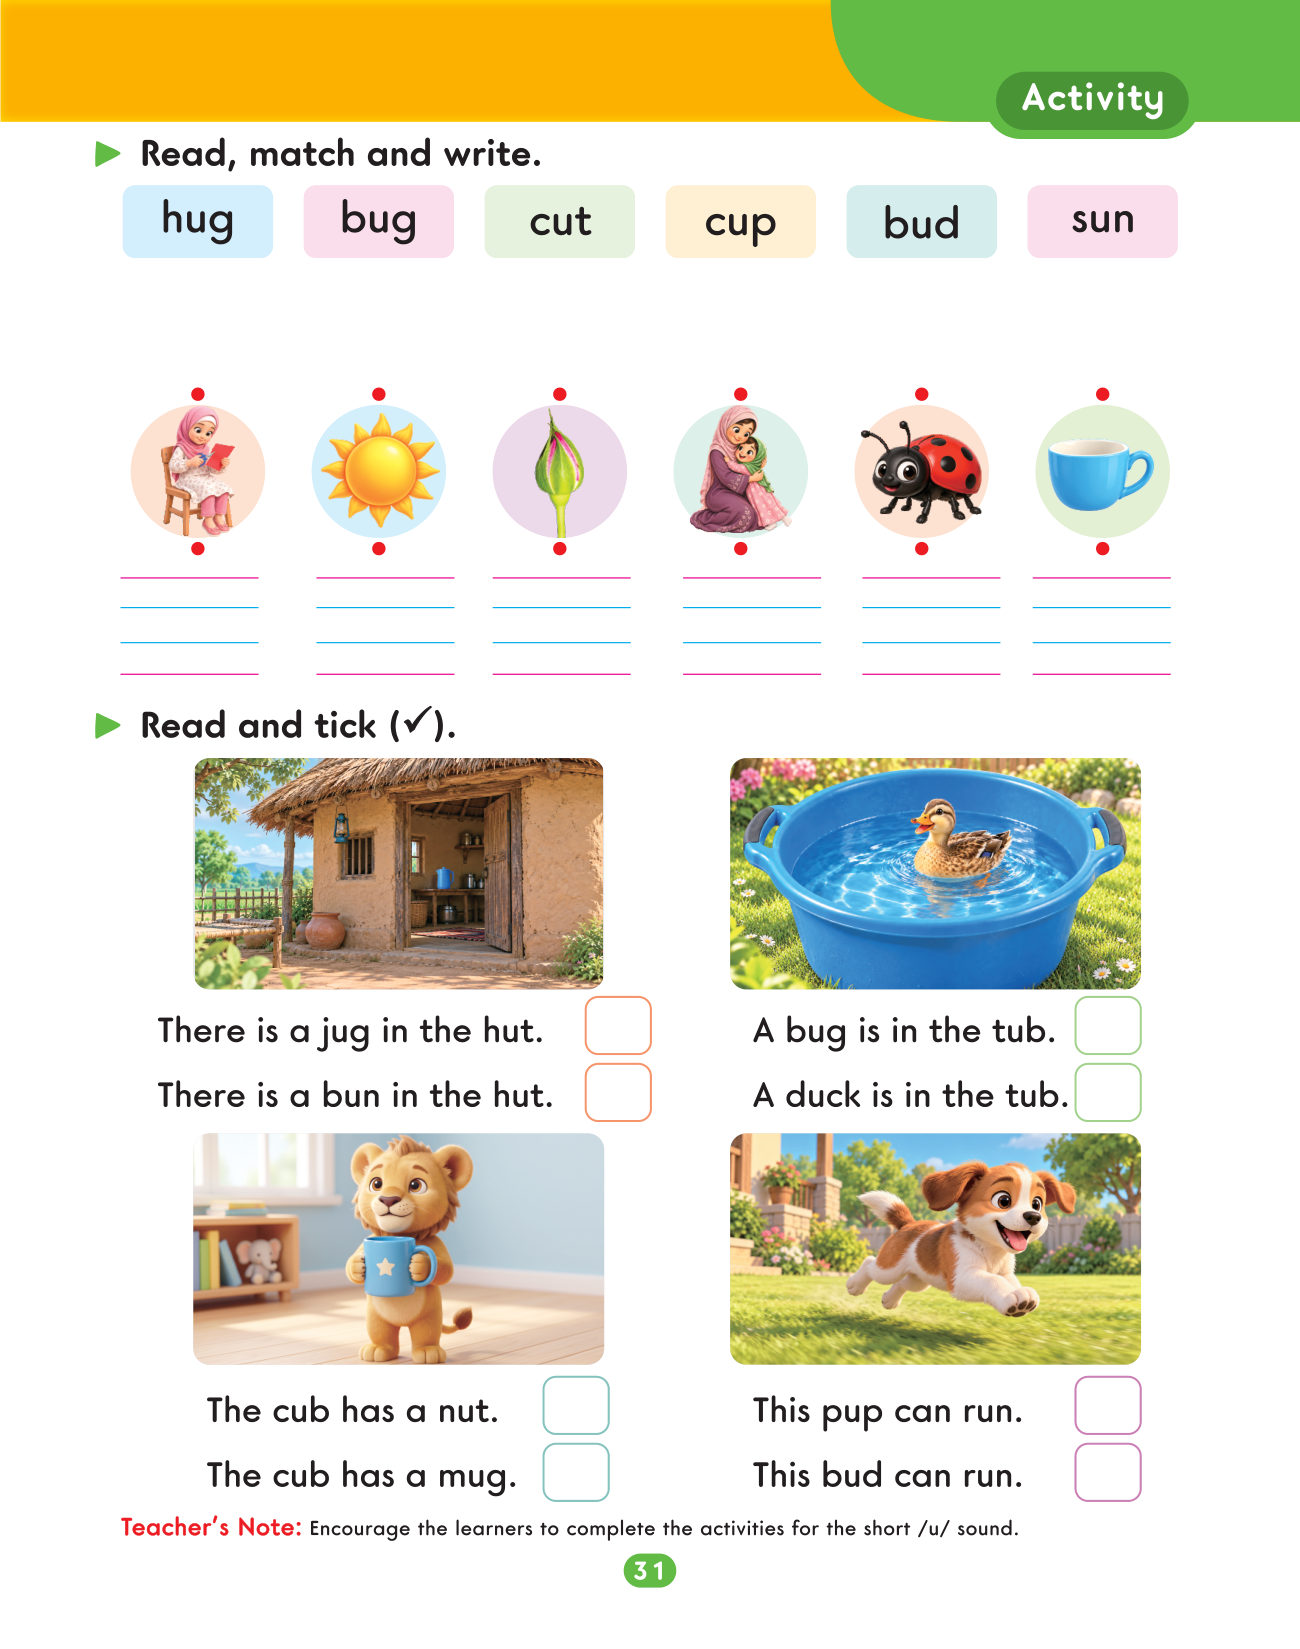 Activity
Read, match and write.
hug bug cut cup bud sun
Read and tick (✓).
There is a jug in the hut.
There is a bun in the hut.
A bug is in the tub.
A duck is in the tub.
The cub has a nut.
The cub has a mug.
This pup can run.
This bud can run.
Teacher's Note: Encourage the learners to complete the activities for the short /u/ sound.
31